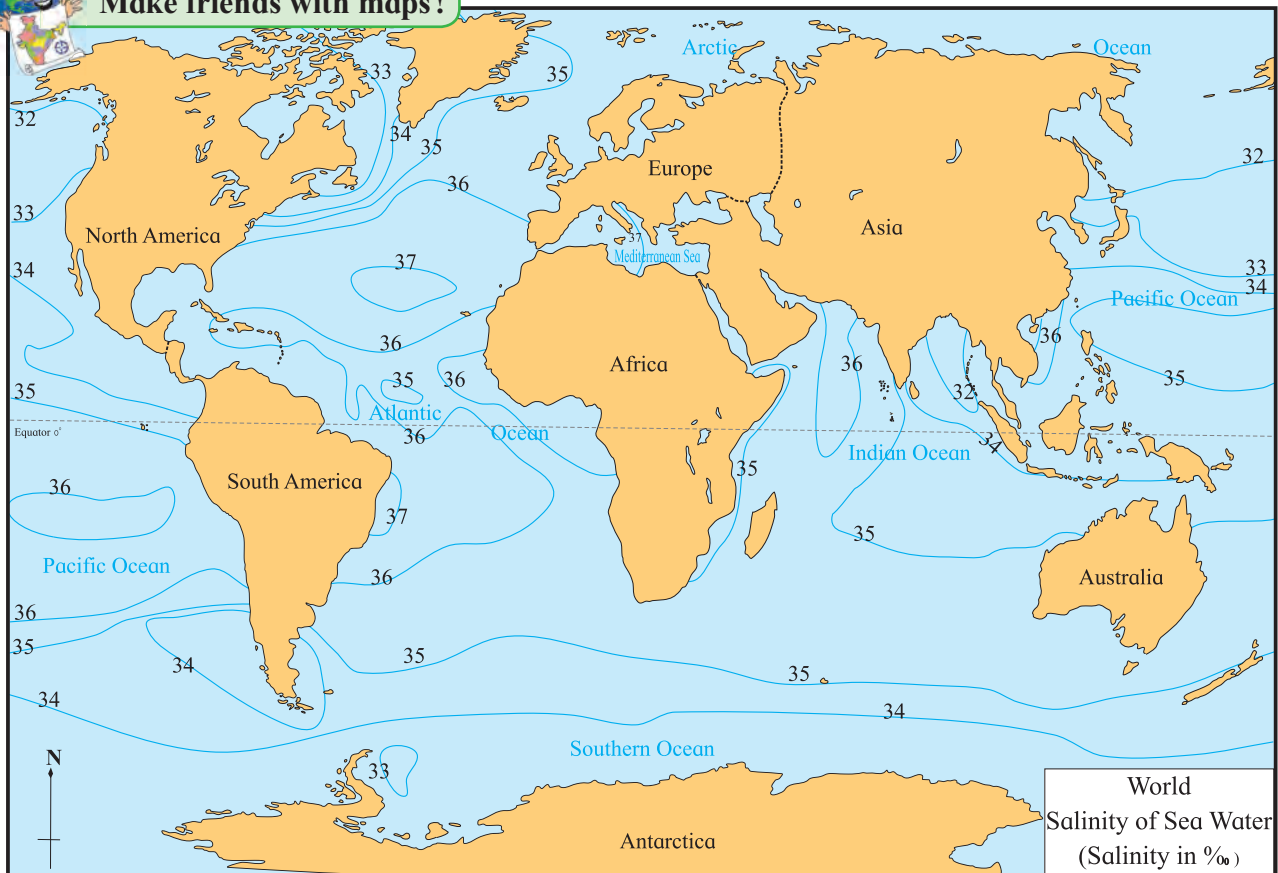 Make friends with maps!
Arctic Ocean
33
35
32
34
35
Europe
32
36
33
North America
Asia
37
Mediterranean Sea
34
37
33
34
Pacific Ocean
36
36
Africa
36
35
36
35
32
35
Atlantic
Equator 0°
36
Ocean
34
Indian Ocean
35
South America
36
37
35
Pacific Ocean
36
Australia
36
35
34
35
35
34
34
Southern Ocean
N
33
World
Salinity of Sea Water
(Salinity in ‰)
Antarctica